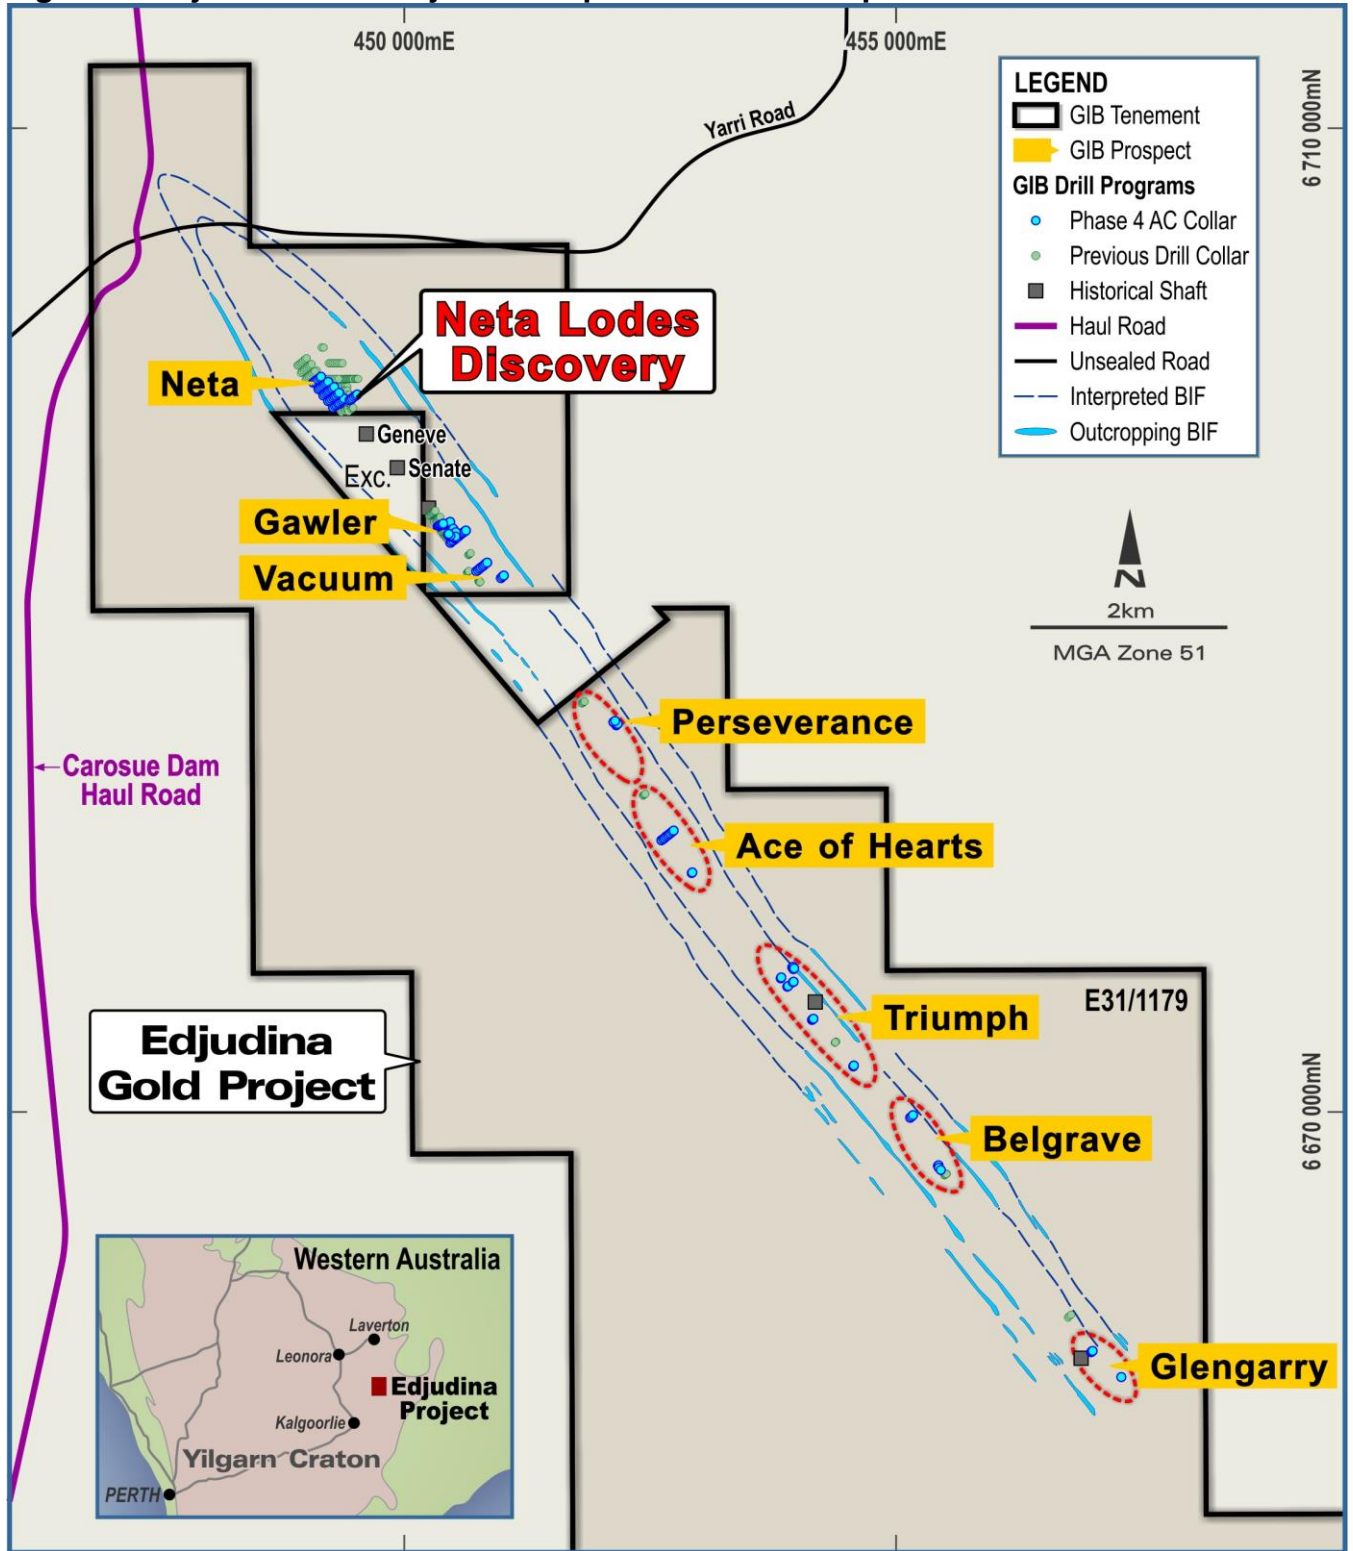 450 000mE
455 000mE
6 710 000mN
Yarri Road
LEGEND
GIB Tenement
GIB Prospect
GIB Drill Programs
Phase 4 AC Collar
Previous Drill Collar
Historical Shaft
Haul Road
Unsealed Road
Interpreted BIF
Outcropping BIF
Neta Lodes
Discovery
Neta
Geneve
Senate
Exc.
Gawler
Vacuum
N
2km
MGA Zone 51
Perseverance
Carosue Dam
Haul Road
Ace of Hearts
E31/1179
Triumph
Edjudina
Gold Project
Belgrave
6 670 000mN
Western Australia
Laverton
Leonora
Edjudina
Project
Kalgoorlie
Yilgarn Craton
PERTH
Glengarry